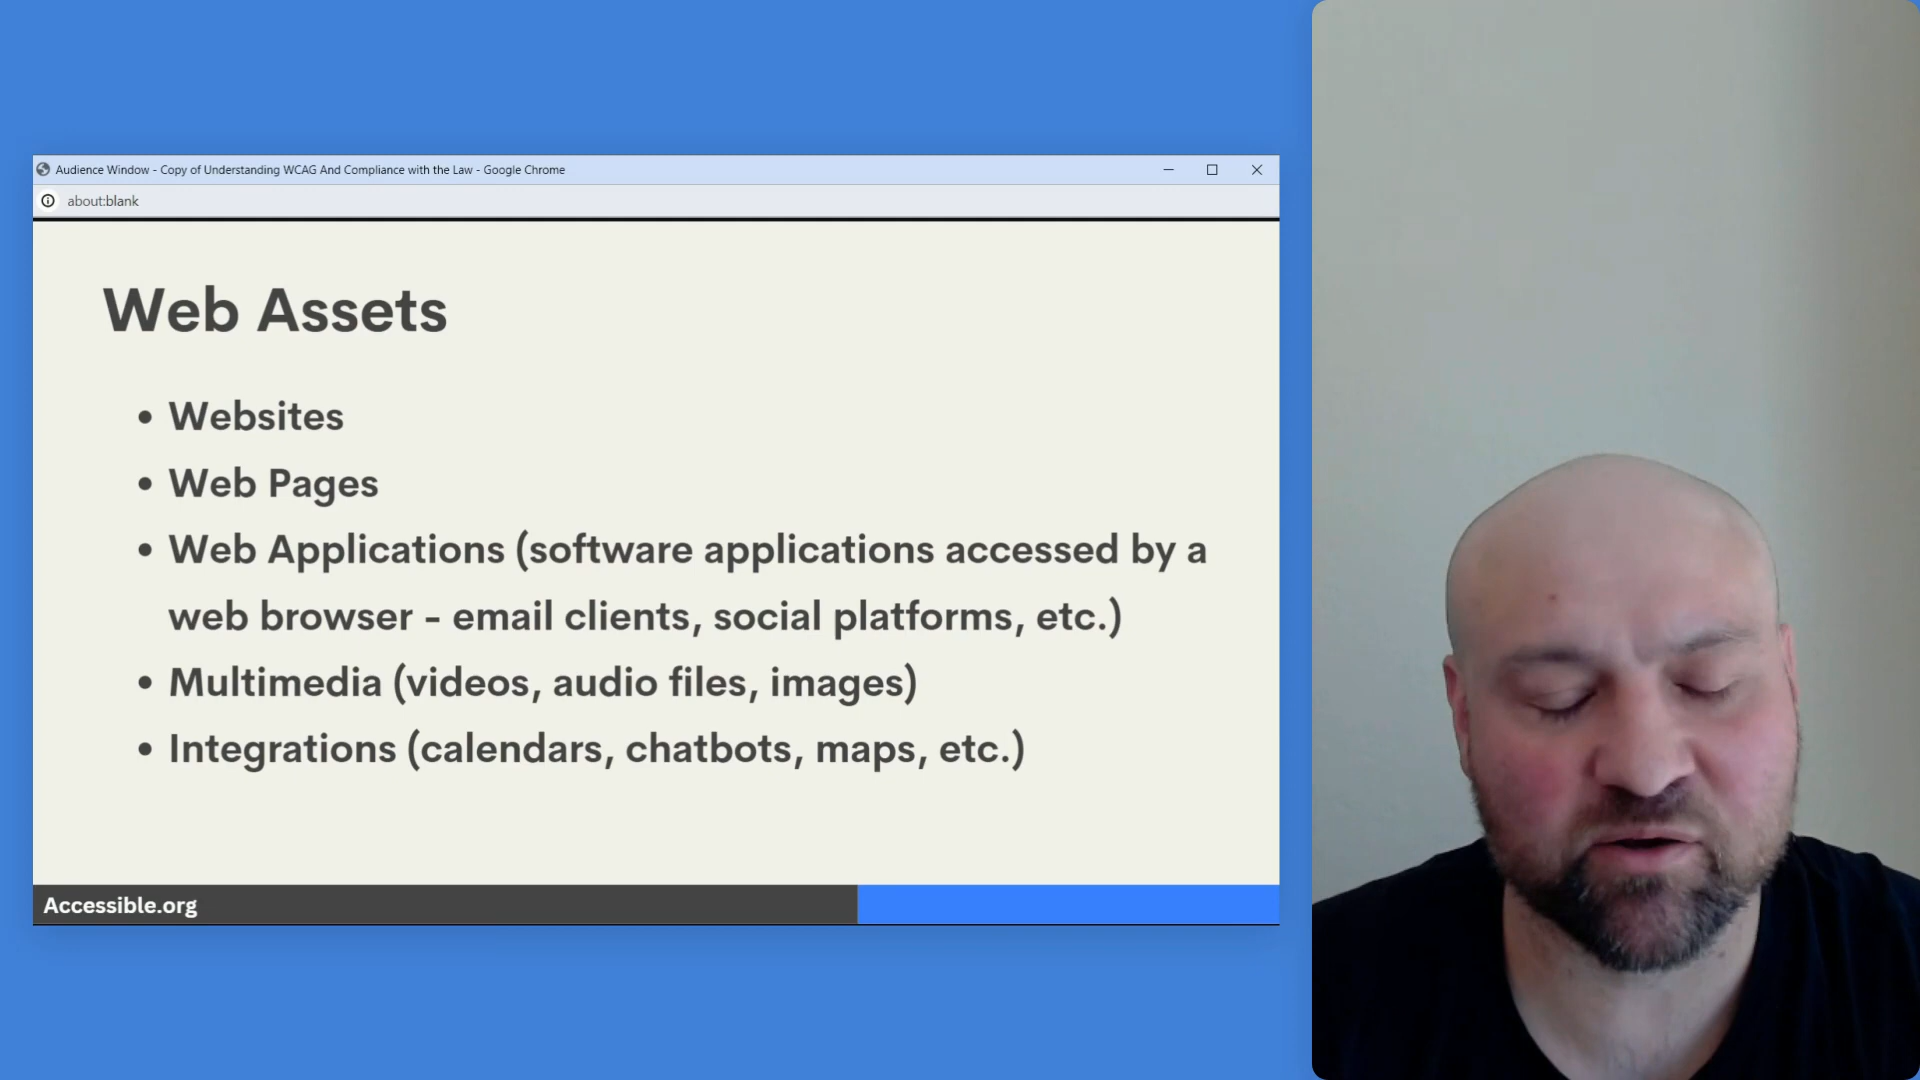 Audience Window - Copy of Understanding WCAG And Compliance with the Law - Google Chrome
about:blank
Web Assets
• Websites
• Web Pages
• Web Applications (software applications accessed by a
web browser - email clients, social platforms, etc.)
• Multimedia (videos, audio files, images)
• Integrations (calendars, chatbots, maps, etc.)
Accessible.org